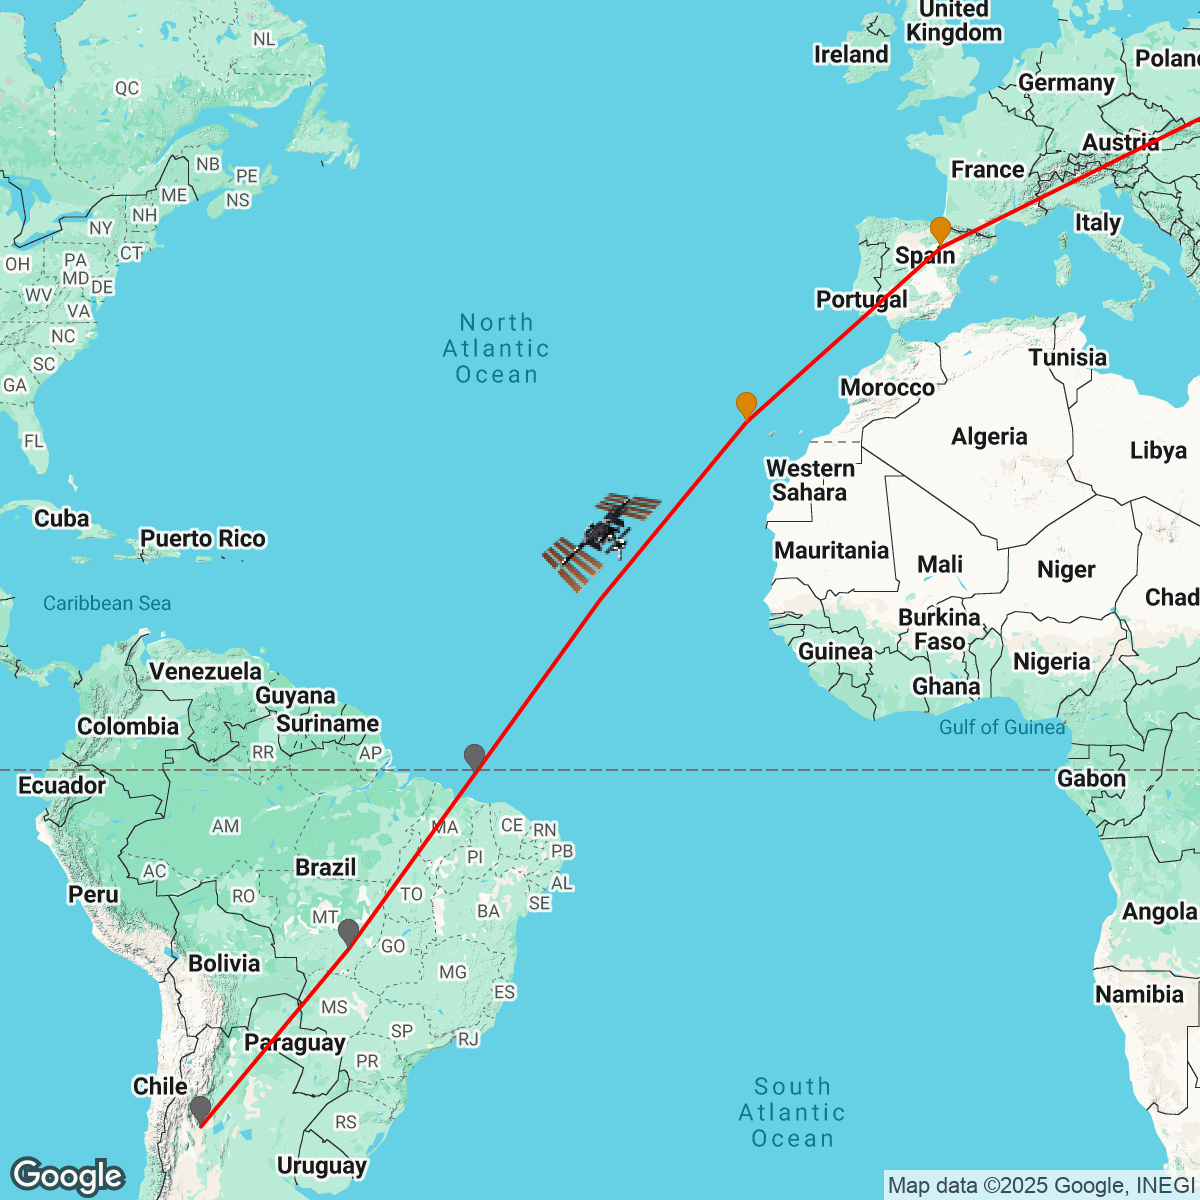 United
Kingdom
NL
Ireland
Poland
Germany
QC
Austria
NB
PE
France
ME
NS
NH
Italy
NY
CT
Spain
OH
PA
MD
DE
WV
Portugal
VA
North
Atlantic
Ocean
NC
Tunisia
SC
GA
Morocco
FL
Algeria
Libya
Western
Sahara
Cuba
Puerto Rico
Mauritania
Mali
Niger
Caribbean Sea
Chad
Burkina
Faso
Guinea
Nigeria
Venezuela
Ghana
Guyana
Colombia
Suriname
Gulf of Guinea
RR
AP
Ecuador
Gabon
AM
MA
CE
RN
PB
PI
Brazil
AC
TO
AL
Peru
RO
SE
MT
BA
Angola
GO
Bolivia
MG
ES
Namibia
MS
SP
RJ
Paraguay
PR
Chile
South
Atlantic
Ocean
RS
Uruguay
Google
Map data ©2025 Google, INEGI